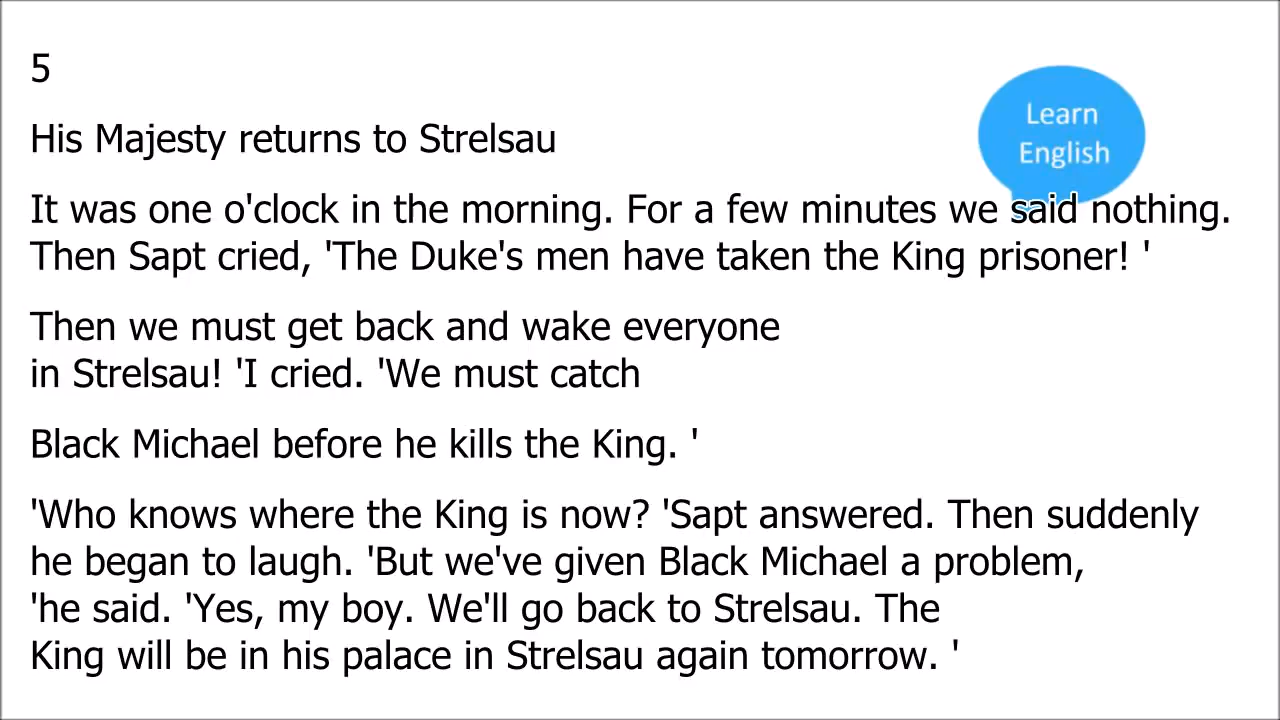 5
His Majesty returns to Strelsau
Learn
English
It was one o'clock in the morning. For a few minutes we said nothing.
Then Sapt cried, 'The Duke's men have taken the King prisoner! '
Then we must get back and wake everyone
in Strelsau! 'I cried. 'We must catch
Black Michael before he kills the King. '
'Who knows where the King is now? 'Sapt answered. Then suddenly
he began to laugh. 'But we've given Black Michael a problem,
'he said. 'Yes, my boy. We'll go back to Strelsau. The
King will be in his palace in Strelsau again tomorrow. '